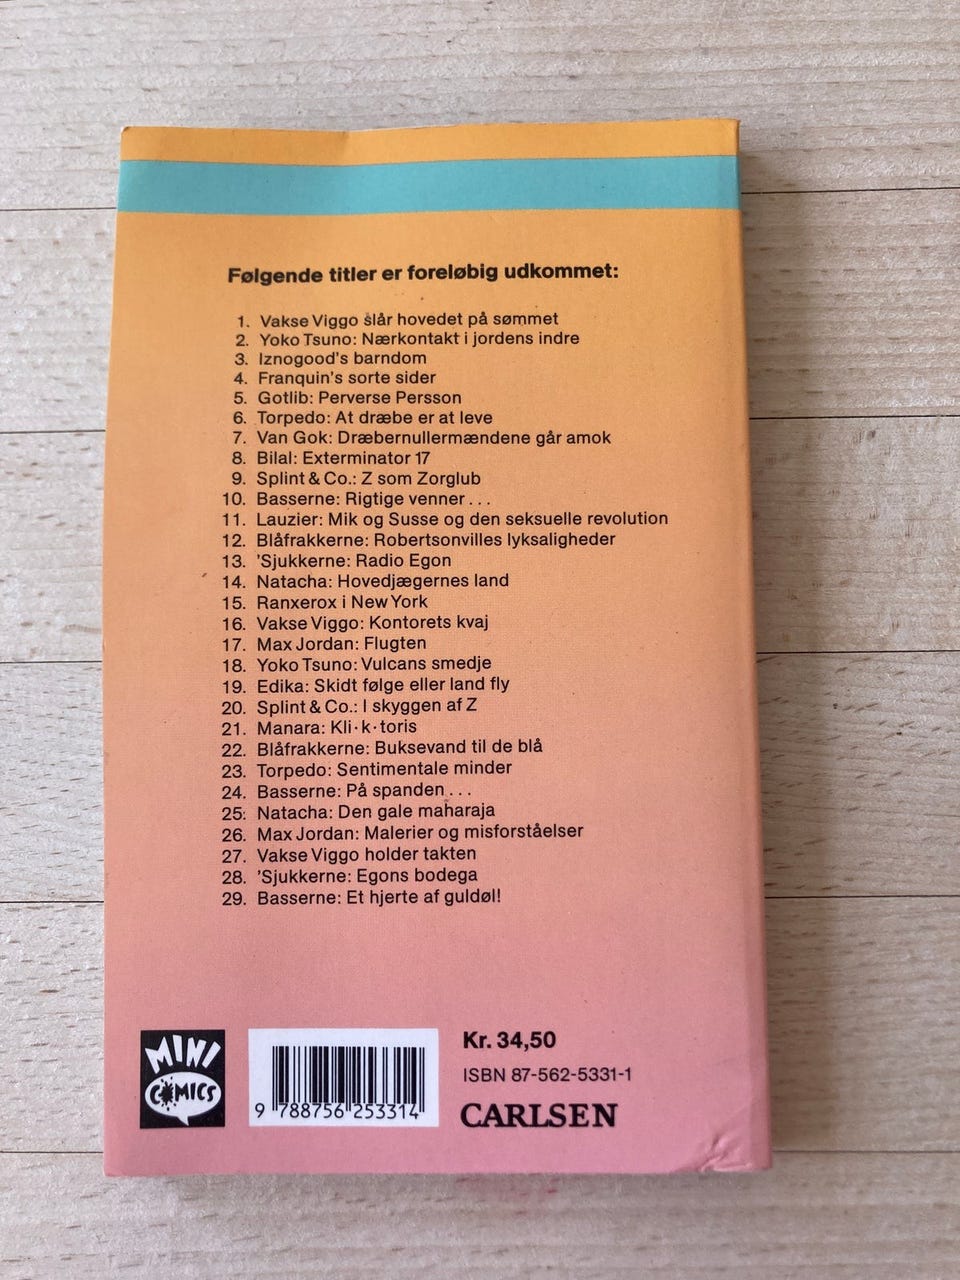 Følgende titler er foreløbig udkommet:
1. Vakse Viggo slår hovedet på sømmet
2. Yoko Tsuno: Nærkontakt i jordens indre
3. Iznogood's barndom
4. Franquin's sorte sider
5. Gotlib: Perverse Persson
6. Torpedo: At dræbe er at leve
7. Van Gok: Dræbernullermændene går amok
8. Bilal: Exterminator 17
9. Splint & Co.: Z som Zorglub
10. Basserne: Rigtige venner...
11. Lauzier: Mik og Susse og den seksuelle revolution
12. Blåfrakkerne: Robertsonvilles lyksaligheder
13. 'Sjukkerne: Radio Egon
14. Natacha: Hovedjægernes land
15. Ranxerox i New York
16. Vakse Viggo: Kontorets kvaj
17. Max Jordan: Flugten
18. Yoko Tsuno: Vulcans smedje
19. Edika: Skidt følge eller land fly
20. Splint & Co.: I skyggen af Z
21. Manara: Kli·k·toris
22. Blåfrakkerne: Buksevand til de blå
23. Torpedo: Sentimentale minder
24. Basserne: På spanden...
25. Natacha: Den gale maharaja
26. Max Jordan: Malerier og misforståelser
27. Vakse Viggo holder takten
28. 'Sjukkerne: Egons bodega
29. Basserne: Et hjerte af guldøl!
MINI
COMICS
9 788756 253314
Kr. 34,50
ISBN 87-562-5331-1
CARLSEN